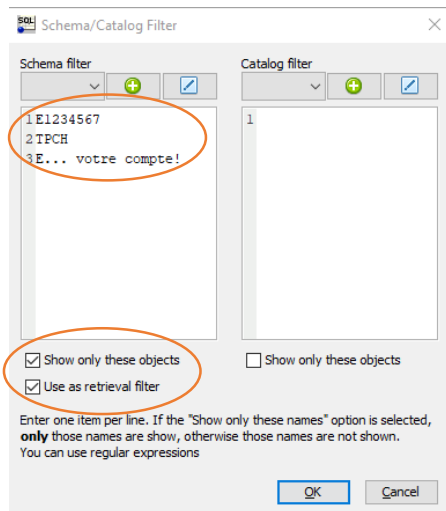 SQL Schema/Catalog Filter
Schema filter
Catalog filter
1 E1234567
2 TPCH
3 E... votre compte!
1
Show only these objects
Use as retrieval filter
Show only these objects
Enter one item per line. If the "Show only these names" option is selected,
only those names are show, otherwise those names are not shown.
You can use regular expressions
OK
Cancel